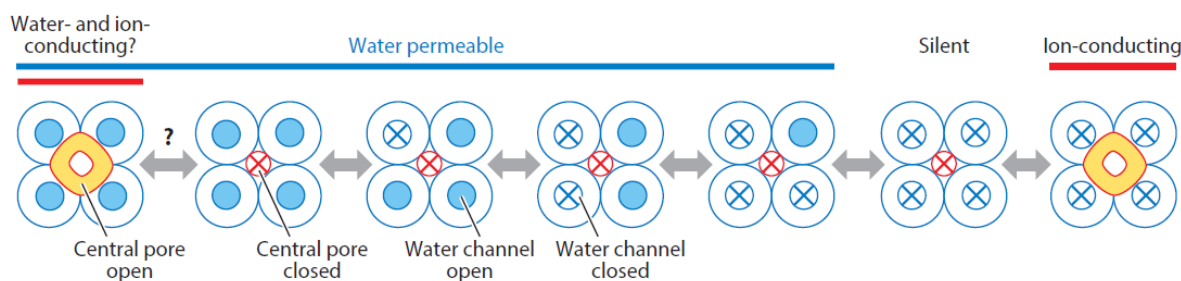 Water- and ion-
conducting?
Water permeable
Silent
Ion-conducting
?
Central pore
open
Central pore
closed
Water channel
open
Water channel
closed